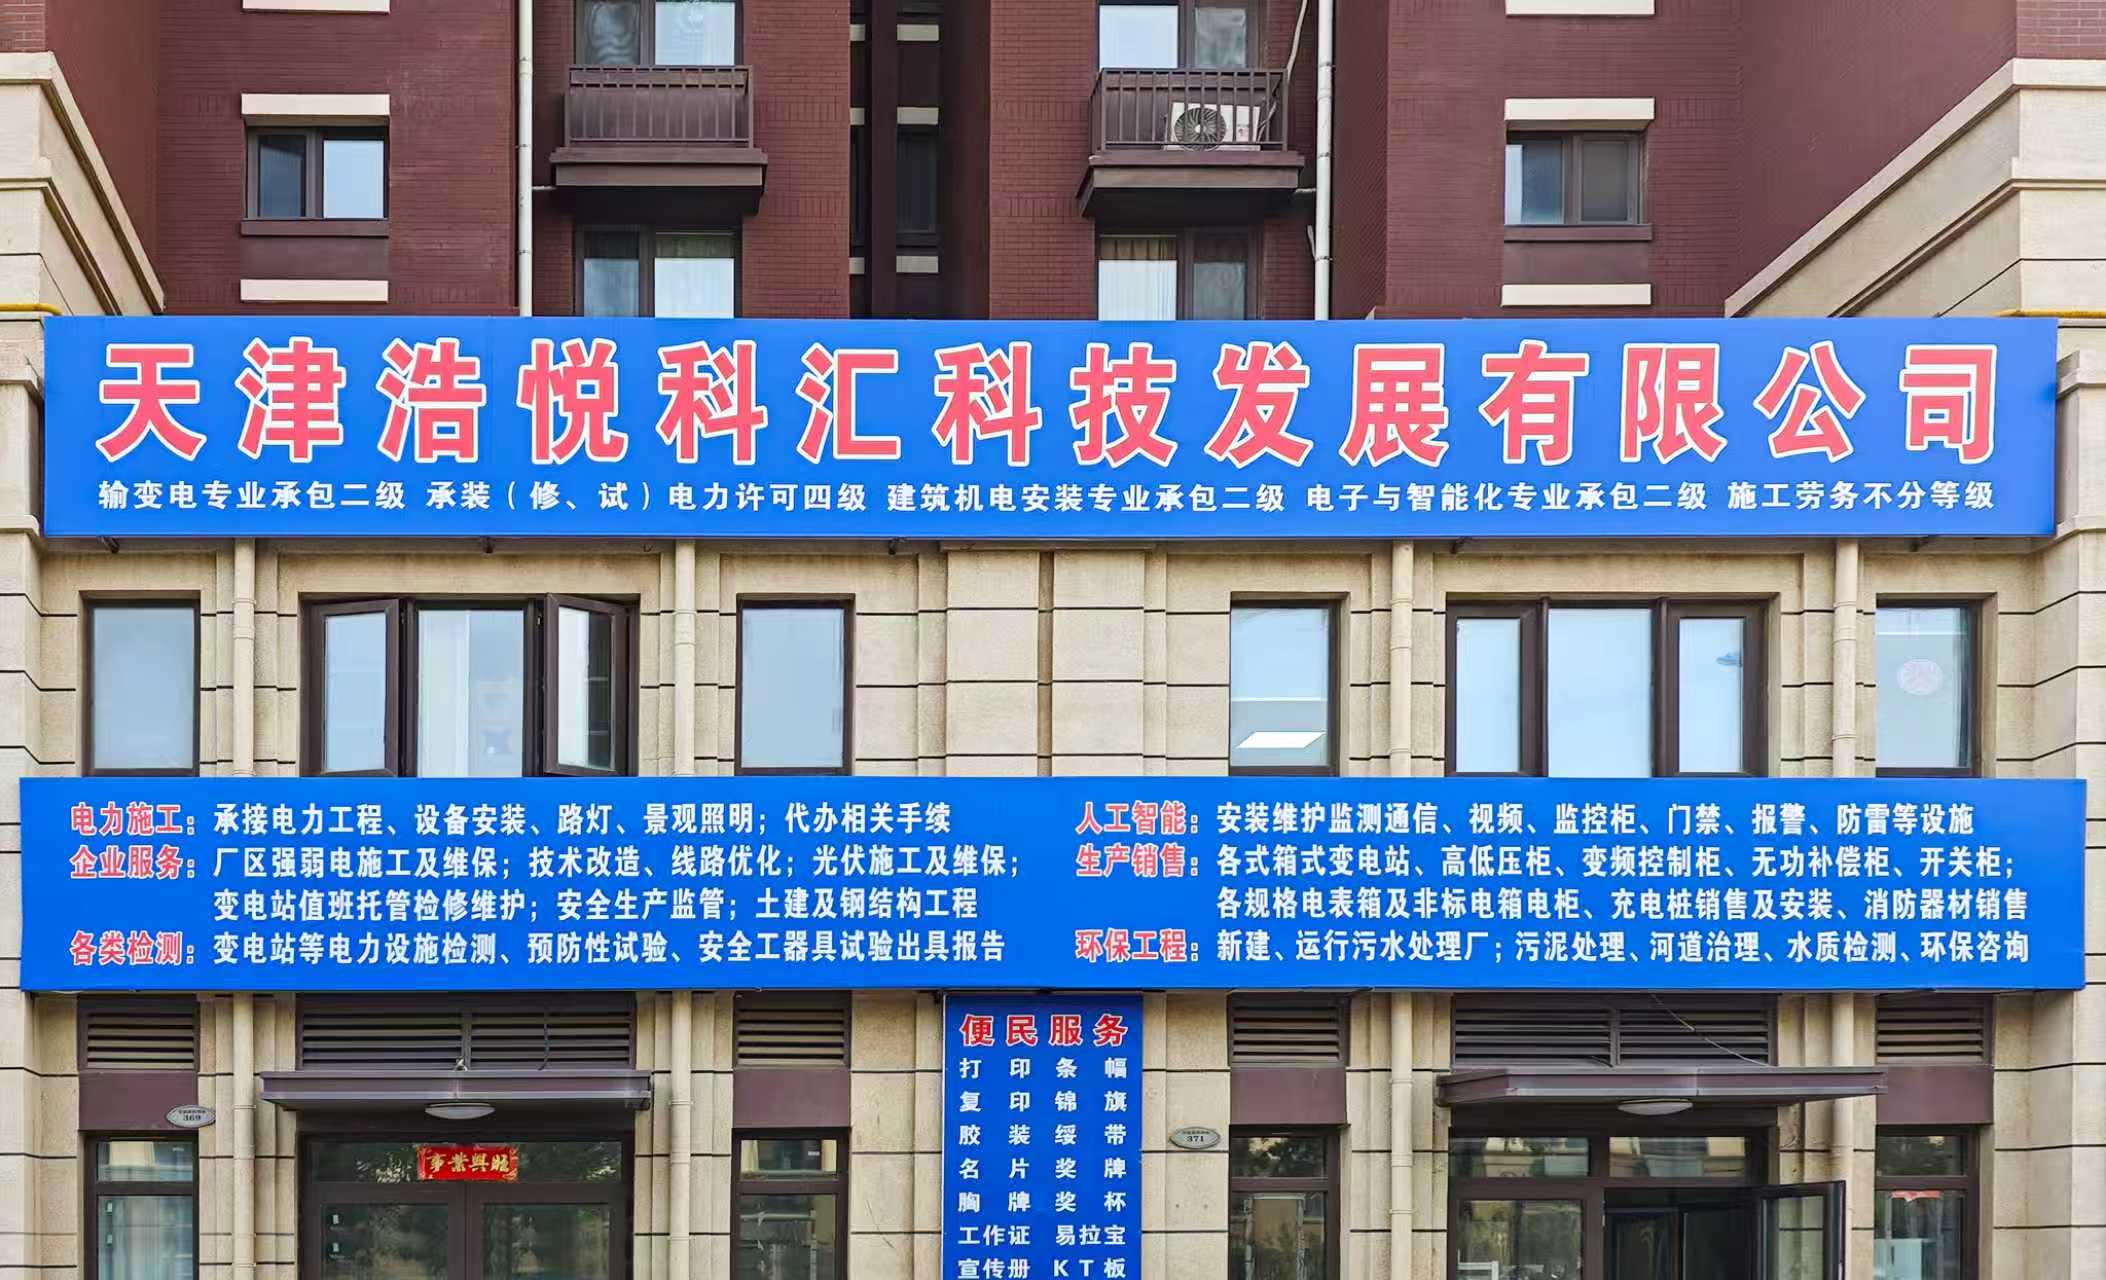 天津浩悦科汇科技发展有限公司
输变电专业承包二级 承装（修、试）电力许可四级 建筑机电安装专业承包二级 电子与智能化专业承包二级 施工劳务不分等级
电力施工：承接电力工程、设备安装、路灯、景观照明；代办相关手续
企业服务：厂区强弱电施工及维保；技术改造、线路优化；光伏施工及维保；
变电站值班托管检修维护；安全生产监管；土建及钢结构工程
各类检测：变电站等电力设施检测、预防性试验、安全工器具试验出具报告
人工智能：安装维护监测通信、视频、监控柜、门禁、报警、防雷等设施
生产销售：各式箱式变电站、高低压柜、变频控制柜、无功补偿柜、开关柜；
各规格电表箱及非标电箱电柜、充电桩销售及安装、消防器材销售
环保工程：新建、运行污水处理厂；污泥处理、河道治理、水质检测、环保咨询
便民服务
打印 条幅
复印 锦旗
胶装 绶带
名片 奖牌
胸牌 奖杯
工作证 易拉宝
宣传册 KT板
369
371
事業興旺